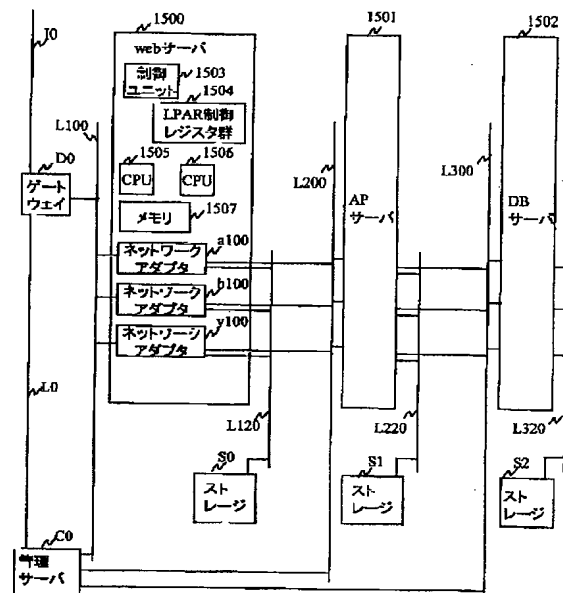 I0
1500
1501
1502
webサーバ
制御
ユニット
1503
1504
LPAR制御
レジスタ群
L100
D0
1505
1506
CPU
CPU
L200
L300
ゲート
ウェイ
メモリ
1507
AP
サーバ
DB
サーバ
ネットワーク
アダプタ
a100
ネットワーク
アダプタ
b100
ネットワーク
アダプタ
y100
L0
L120
L220
L320
S0
S1
S2
スト
レージ
スト
レージ
スト
レージ
C0
管理
サーバ